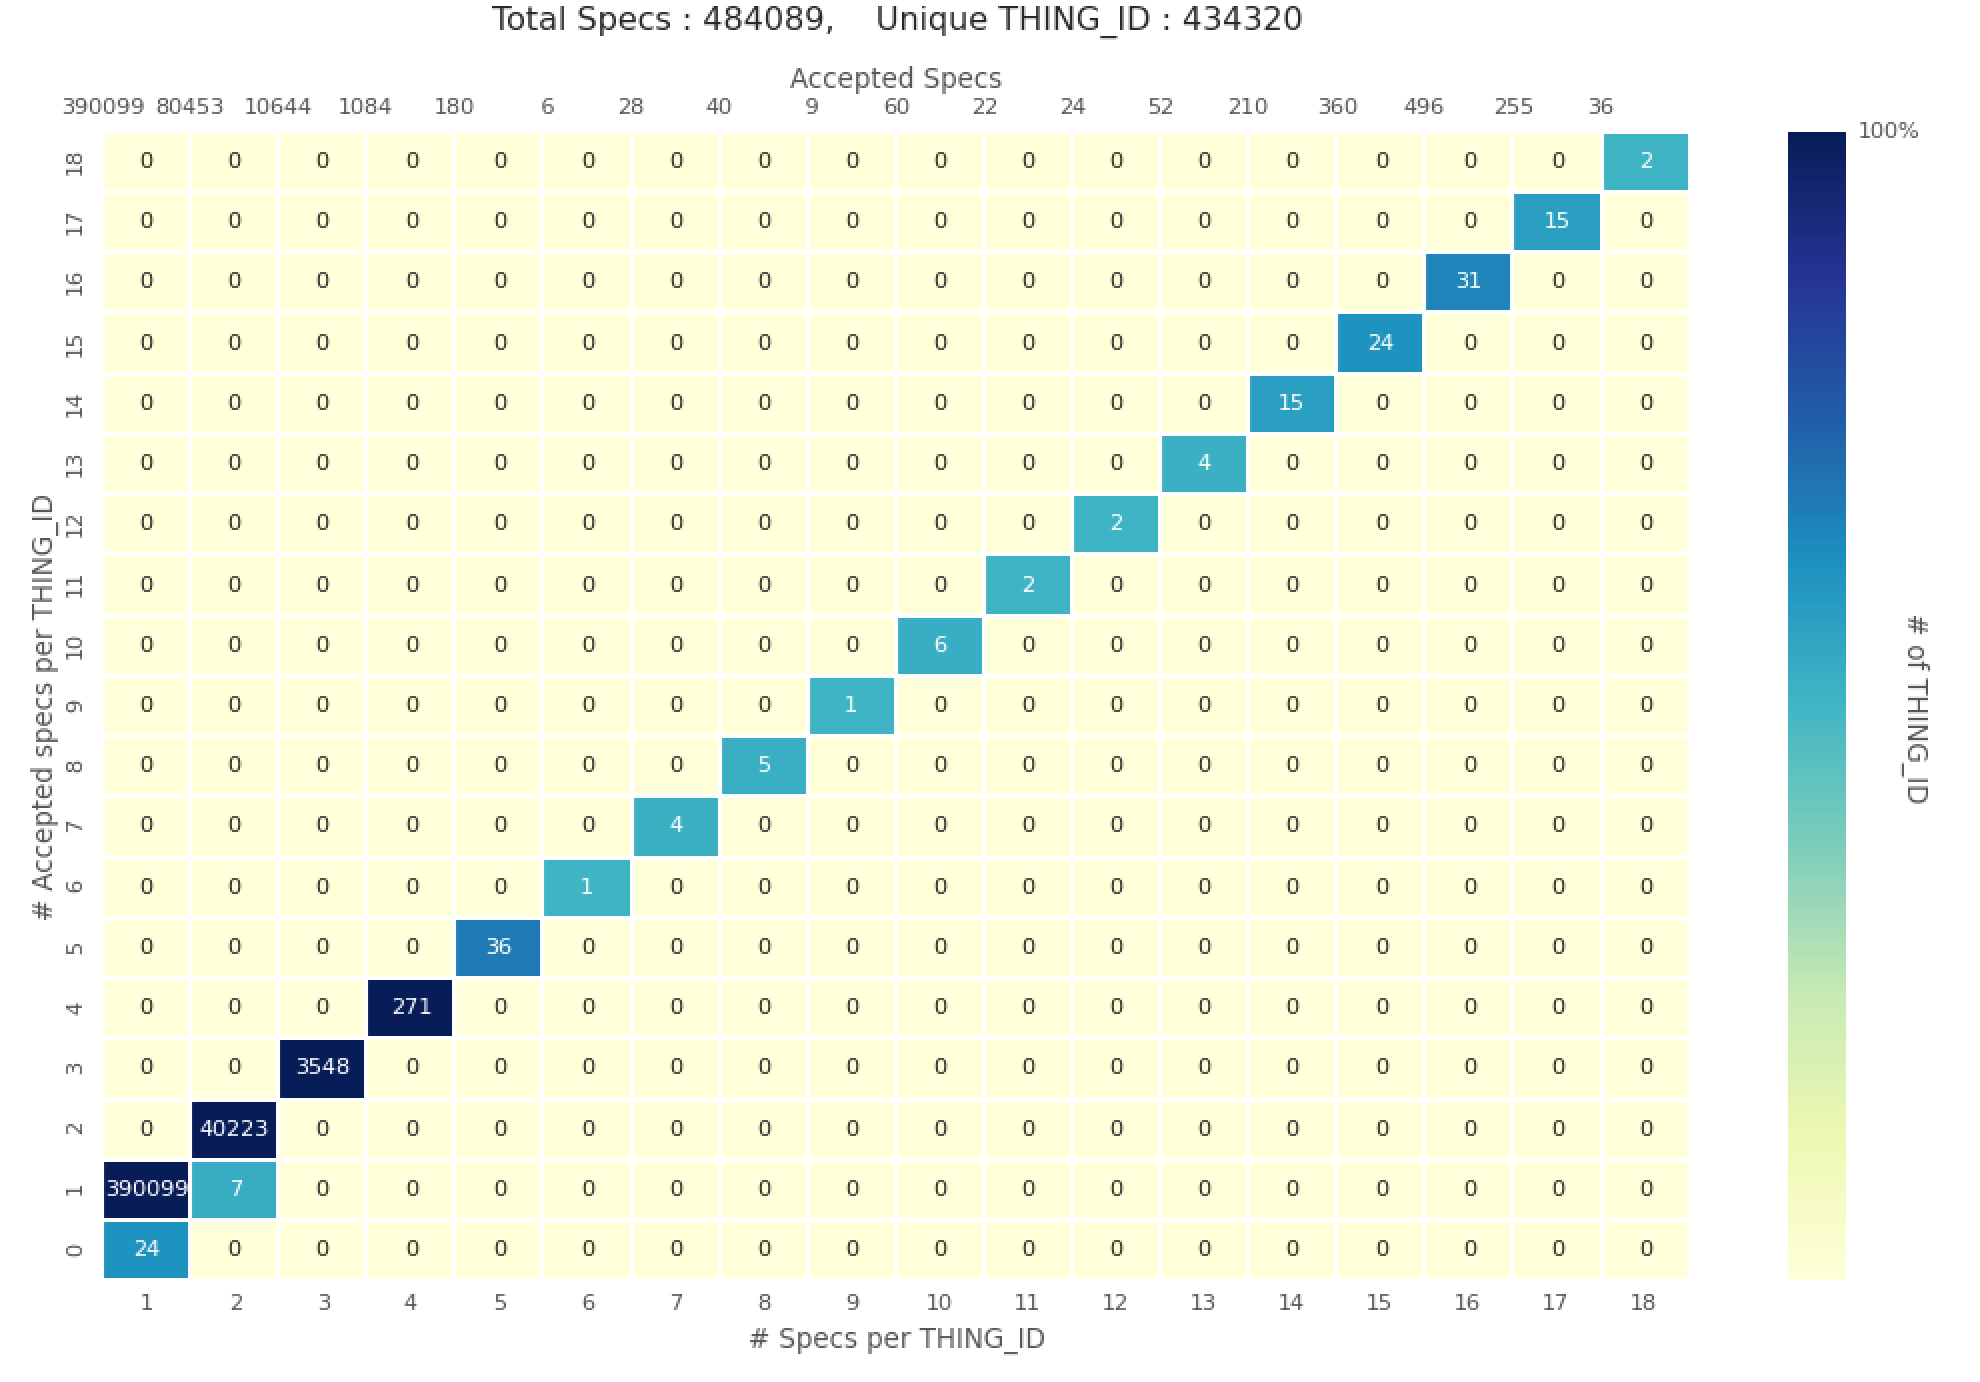 Total Specs : 484089, Unique THING_ID : 434320
Accepted Specs
390099 80453 10644 1084 180 6 28 40 9 60 22 24 52 210 360 496 255 36
100%
18 0 0 0 0 0 0 0 0 0 0 0 0 0 0 0 0 0 2
17 0 0 0 0 0 0 0 0 0 0 0 0 0 0 0 0 15 0
16 0 0 0 0 0 0 0 0 0 0 0 0 0 0 0 31 0 0
15 0 0 0 0 0 0 0 0 0 0 0 0 0 0 24 0 0 0
14 0 0 0 0 0 0 0 0 0 0 0 0 0 15 0 0 0 0
13 0 0 0 0 0 0 0 0 0 0 0 0 4 0 0 0 0 0
12 0 0 0 0 0 0 0 0 0 0 0 2 0 0 0 0 0 0
11 0 0 0 0 0 0 0 0 0 0 2 0 0 0 0 0 0 0
10 0 0 0 0 0 0 0 0 0 6 0 0 0 0 0 0 0 0
9 0 0 0 0 0 0 0 0 1 0 0 0 0 0 0 0 0 0
8 0 0 0 0 0 0 0 5 0 0 0 0 0 0 0 0 0 0
7 0 0 0 0 0 0 4 0 0 0 0 0 0 0 0 0 0 0
6 0 0 0 0 0 1 0 0 0 0 0 0 0 0 0 0 0 0
5 0 0 0 0 36 0 0 0 0 0 0 0 0 0 0 0 0 0
4 0 0 0 271 0 0 0 0 0 0 0 0 0 0 0 0 0 0
3 0 0 3548 0 0 0 0 0 0 0 0 0 0 0 0 0 0 0
2 0 40223 0 0 0 0 0 0 0 0 0 0 0 0 0 0 0 0
1 390099 7 0 0 0 0 0 0 0 0 0 0 0 0 0 0 0 0
0 24 0 0 0 0 0 0 0 0 0 0 0 0 0 0 0 0 0
1 2 3 4 5 6 7 8 9 10 11 12 13 14 15 16 17 18
# Specs per THING_ID
# Accepted specs per THING_ID
# of THING_ID